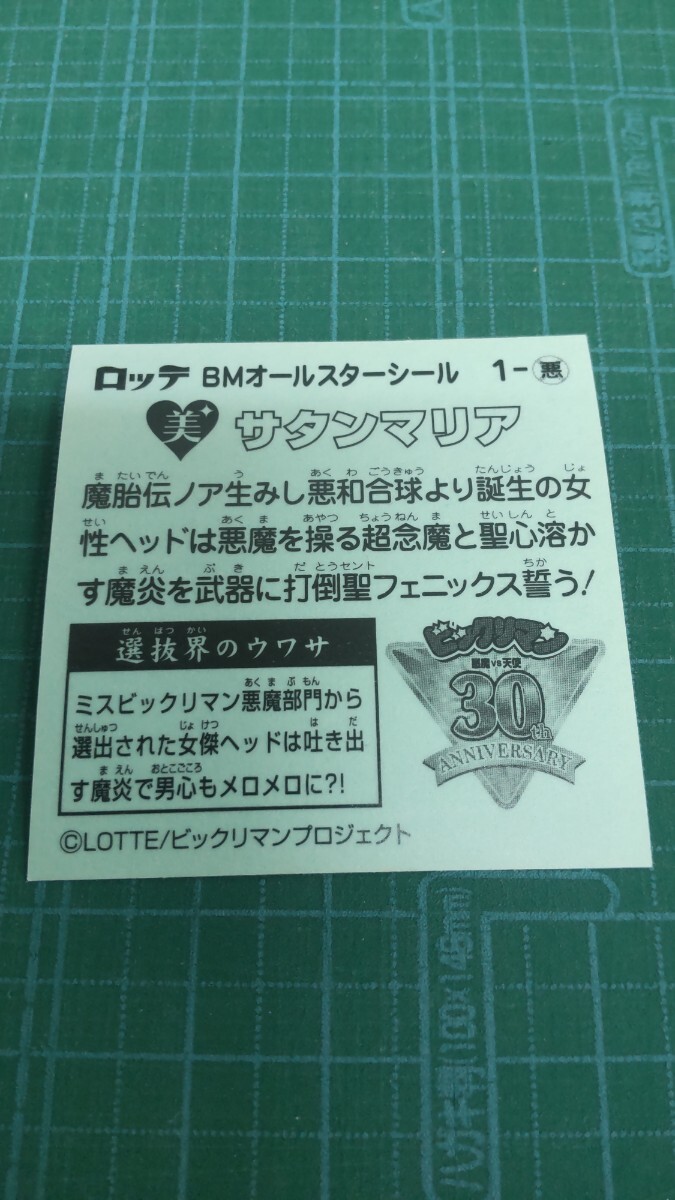 ロッテ BMオールスターシール 1-悪
美 サタンマリア
魔胎伝ノア生みし悪和合球より誕生の女
性ヘッドは悪魔を操る超念魔と聖心溶か
す魔炎を武器に打倒聖フェニックス誓う!
選抜界のウワサ
ミスビックリマン悪魔部門から
選出された女傑ヘッドは吐き出
す魔炎で男心もメロメロに?!
ビックリマン
悪魔VS天使
30th
ANNIVERSARY
©LOTTE/ビックリマンプロジェクト
ハガキ判(100×148mm)